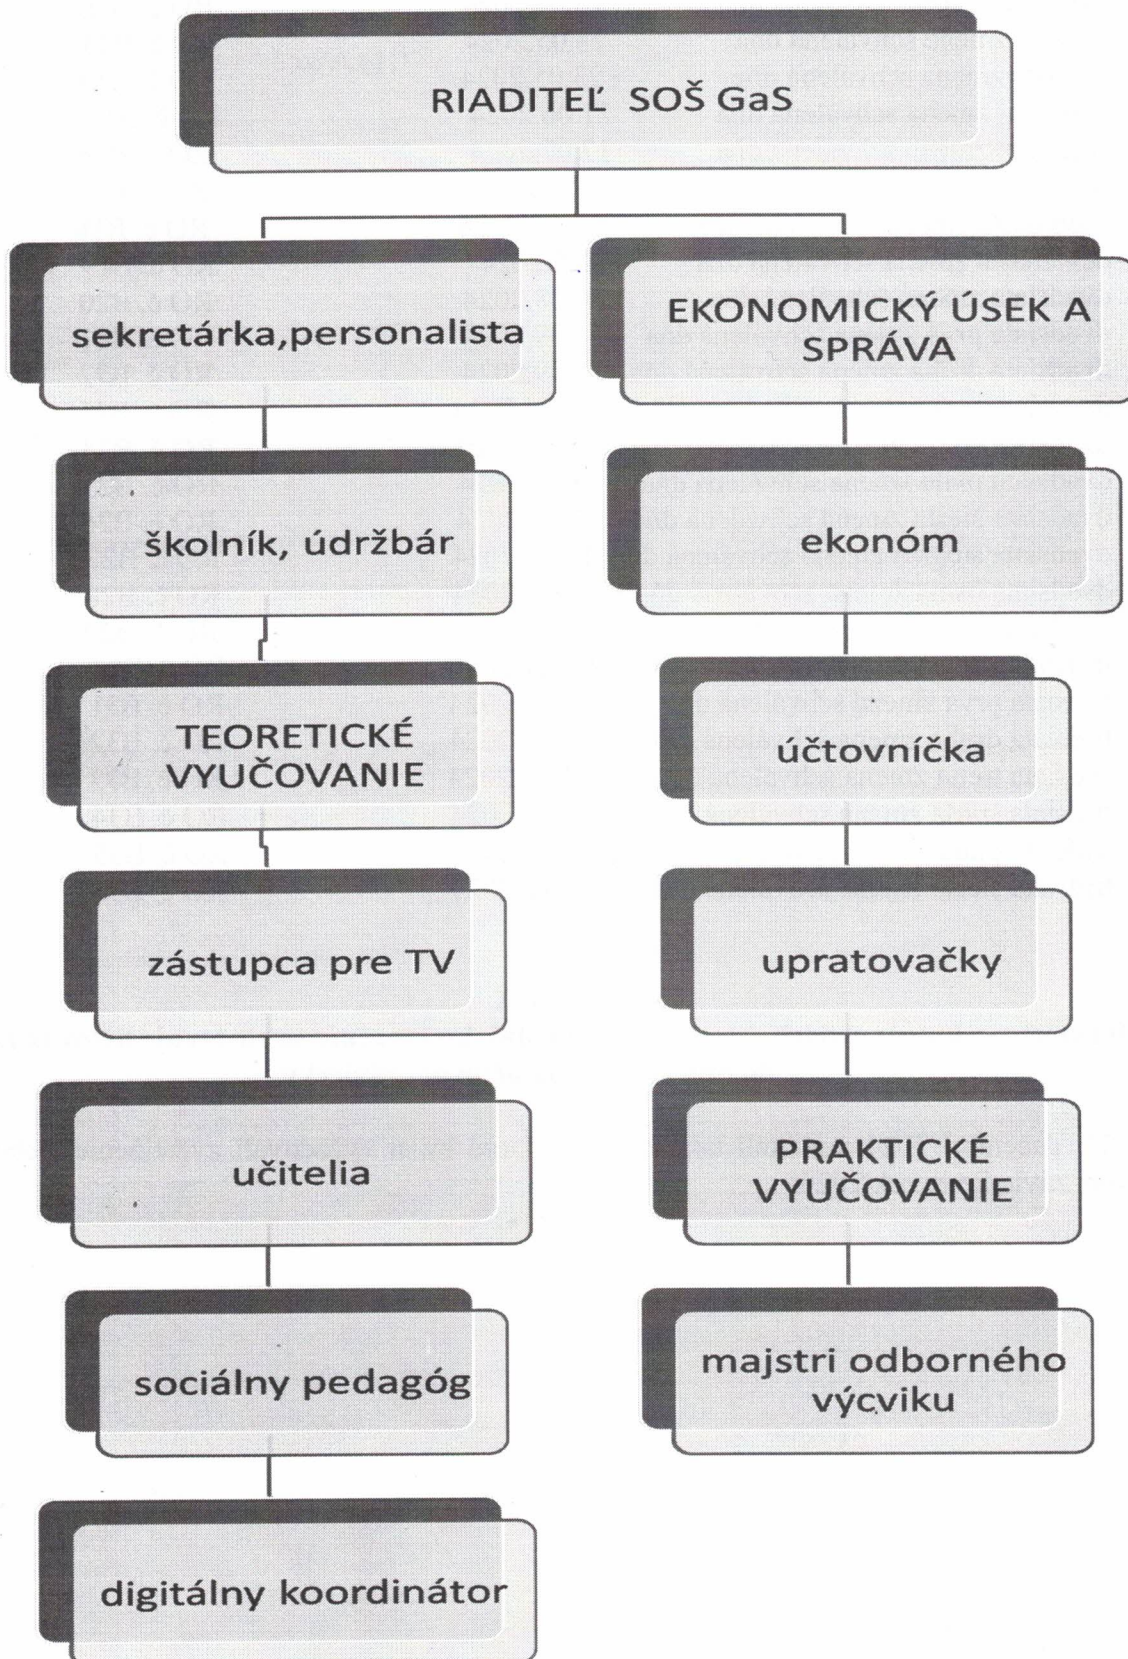 RIADITEĽ SOŠ GaS
sekretárka,personalista
školník, údržbár
TEORETICKÉ
VYUČOVANIE
zástupca pre TV
učitelia
sociálny pedagóg
digitálny koordinátor
EKONOMICKÝ ÚSEK A
SPRÁVA
ekonóm
účtovníčka
upratovačky
PRAKTICKÉ
VYUČOVANIE
majstri odborného
výcviku